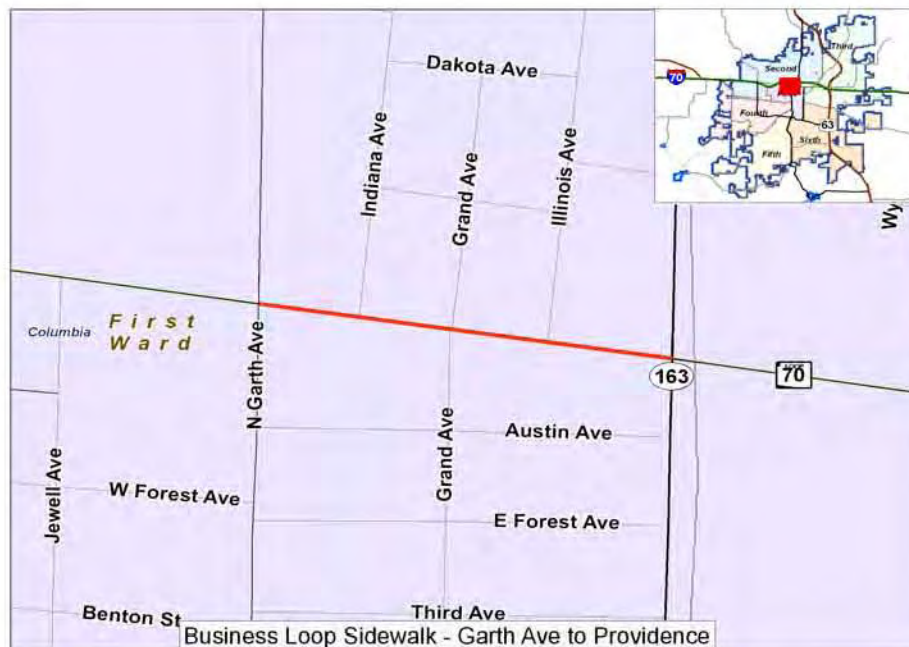 Dakota Ave
Indiana Ave
Grand Ave
Illinois Ave
70
Second
Third
Fourth
63
Fifth
Sixth
Wy
Columbia
First
Ward
N Garth Ave
163
70
Jewell Ave
Grand Ave
Austin Ave
W Forest Ave
E Forest Ave
Benton St
Third Ave
Business Loop Sidewalk - Garth Ave to Providence